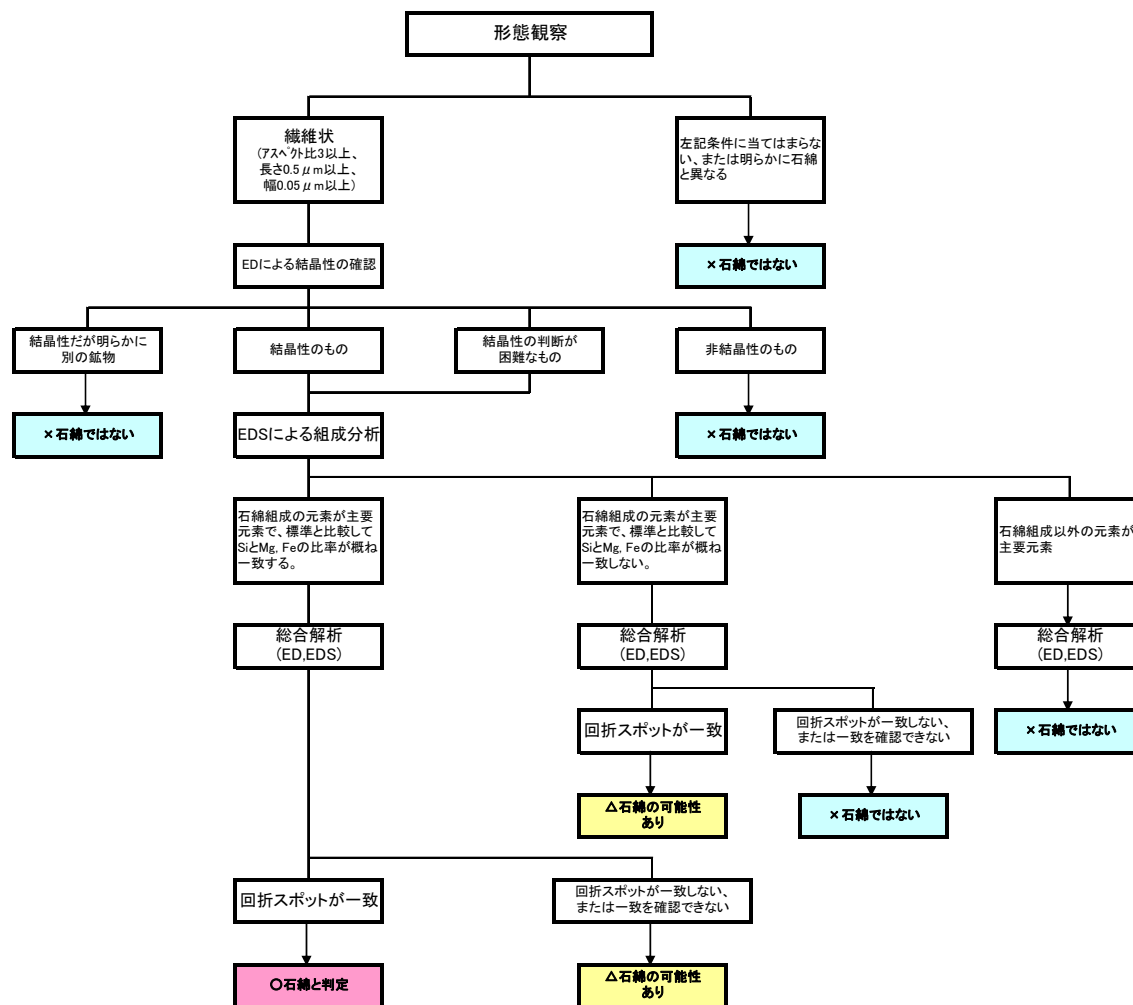 形態観察
繊維状
(ｱｽﾍﾟｸﾄ比3以上、
長さ0.5μm以上、
幅0.05μm以上)
左記条件に当てはまらな
い、または明らかに石綿
と異なる
EDによる結晶性の確認
×石綿ではない
結晶性だが明らかに
別の鉱物
結晶性のもの
結晶性の判断が
困難なもの
非結晶性のもの
×石綿ではない
EDSによる組成分析
×石綿ではない
石綿組成の元素が主要
元素で、標準と比較して
SiとMg, Feの比率が概ね
一致する。
石綿組成の元素が主要
元素で、標準と比較して
SiとMg, Feの比率が概ね
一致しない。
石綿組成以外の元素が
主要元素
総合解析
(ED,EDS)
総合解析
(ED,EDS)
総合解析
(ED,EDS)
回折スポットが一致
回折スポットが一致しない、
または一致を確認できない
×石綿ではない
△石綿の可能性
あり
×石綿ではない
回折スポットが一致
回折スポットが一致しない、
または一致を確認できない
○石綿と判定
△石綿の可能性
あり